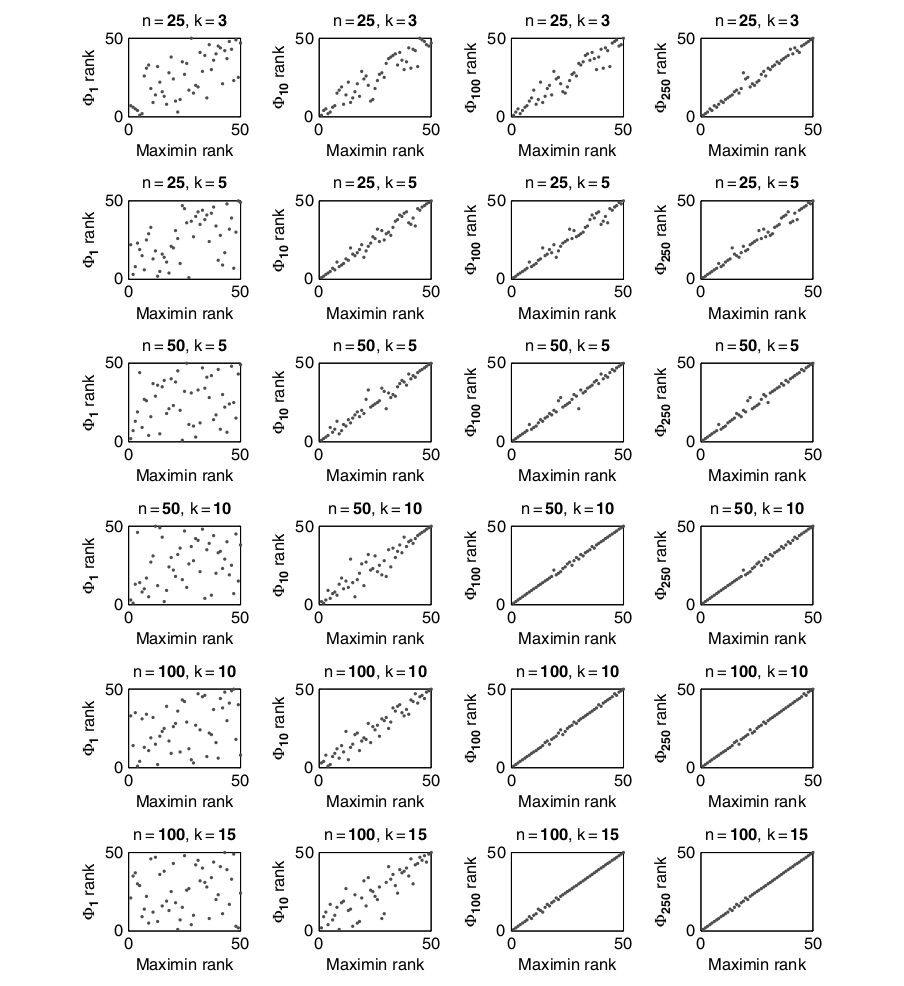 n = 25, k = 3
n = 25, k = 3
n = 25, k = 3
n = 25, k = 3
50
50
50
50
Φ1 rank
Φ10 rank
Φ100 rank
Φ250 rank
0
0
0
0
0 50
0 50
0 50
0 50
Maximin rank
Maximin rank
Maximin rank
Maximin rank
n = 25, k = 5
n = 25, k = 5
n = 25, k = 5
n = 25, k = 5
50
50
50
50
Φ1 rank
Φ10 rank
Φ100 rank
Φ250 rank
0
0
0
0
0 50
0 50
0 50
0 50
Maximin rank
Maximin rank
Maximin rank
Maximin rank
n = 50, k = 5
n = 50, k = 5
n = 50, k = 5
n = 50, k = 5
50
50
50
50
Φ1 rank
Φ10 rank
Φ100 rank
Φ250 rank
0
0
0
0
0 50
0 50
0 50
0 50
Maximin rank
Maximin rank
Maximin rank
Maximin rank
n = 50, k = 10
n = 50, k = 10
n = 50, k = 10
n = 50, k = 10
50
50
50
50
Φ1 rank
Φ10 rank
Φ100 rank
Φ250 rank
0
0
0
0
0 50
0 50
0 50
0 50
Maximin rank
Maximin rank
Maximin rank
Maximin rank
n = 100, k = 10
n = 100, k = 10
n = 100, k = 10
n = 100, k = 10
50
50
50
50
Φ1 rank
Φ10 rank
Φ100 rank
Φ250 rank
0
0
0
0
0 50
0 50
0 50
0 50
Maximin rank
Maximin rank
Maximin rank
Maximin rank
n = 100, k = 15
n = 100, k = 15
n = 100, k = 15
n = 100, k = 15
50
50
50
50
Φ1 rank
Φ10 rank
Φ100 rank
Φ250 rank
0
0
0
0
0 50
0 50
0 50
0 50
Maximin rank
Maximin rank
Maximin rank
Maximin rank